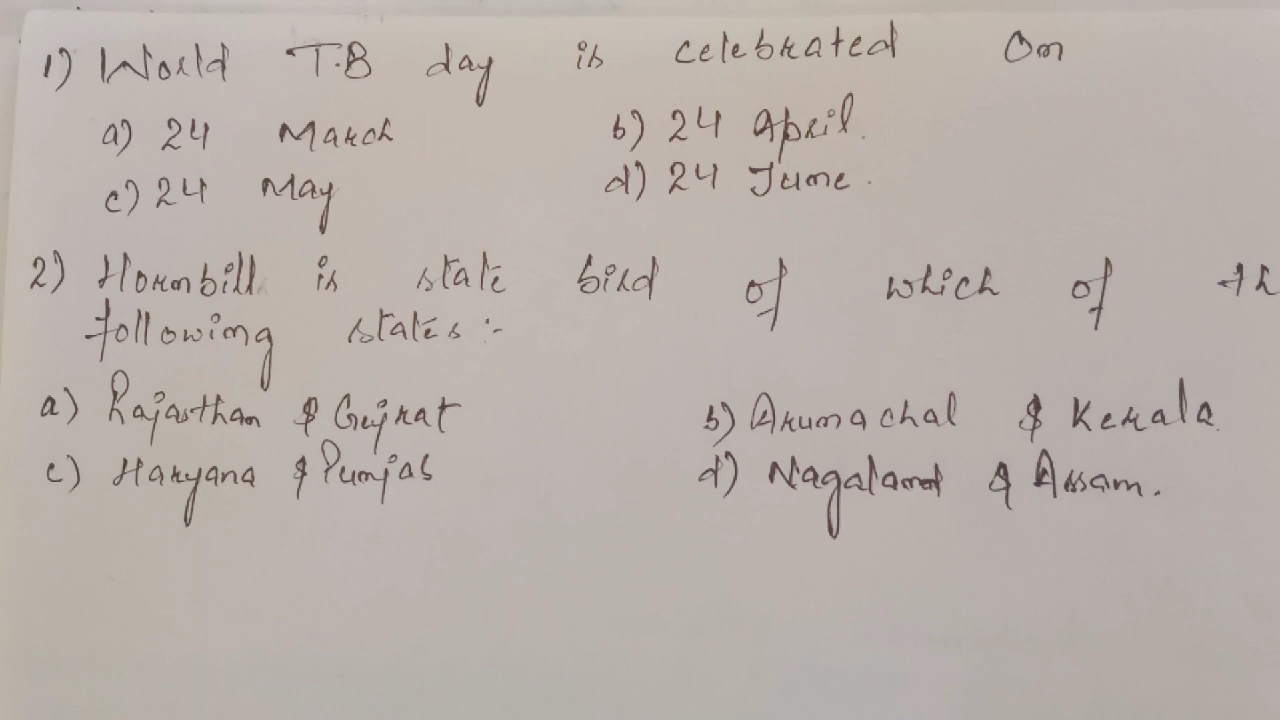 1) World T.B day is celebrated on
a) 24 March b) 24 April.
c) 24 May d) 24 June.
2) Hornbill is state bird of which of th
following states :-
a) Rajasthan & Gujrat b) Arunachal & Kerala
c) Haryana & Punjab d) Nagaland & Assam.